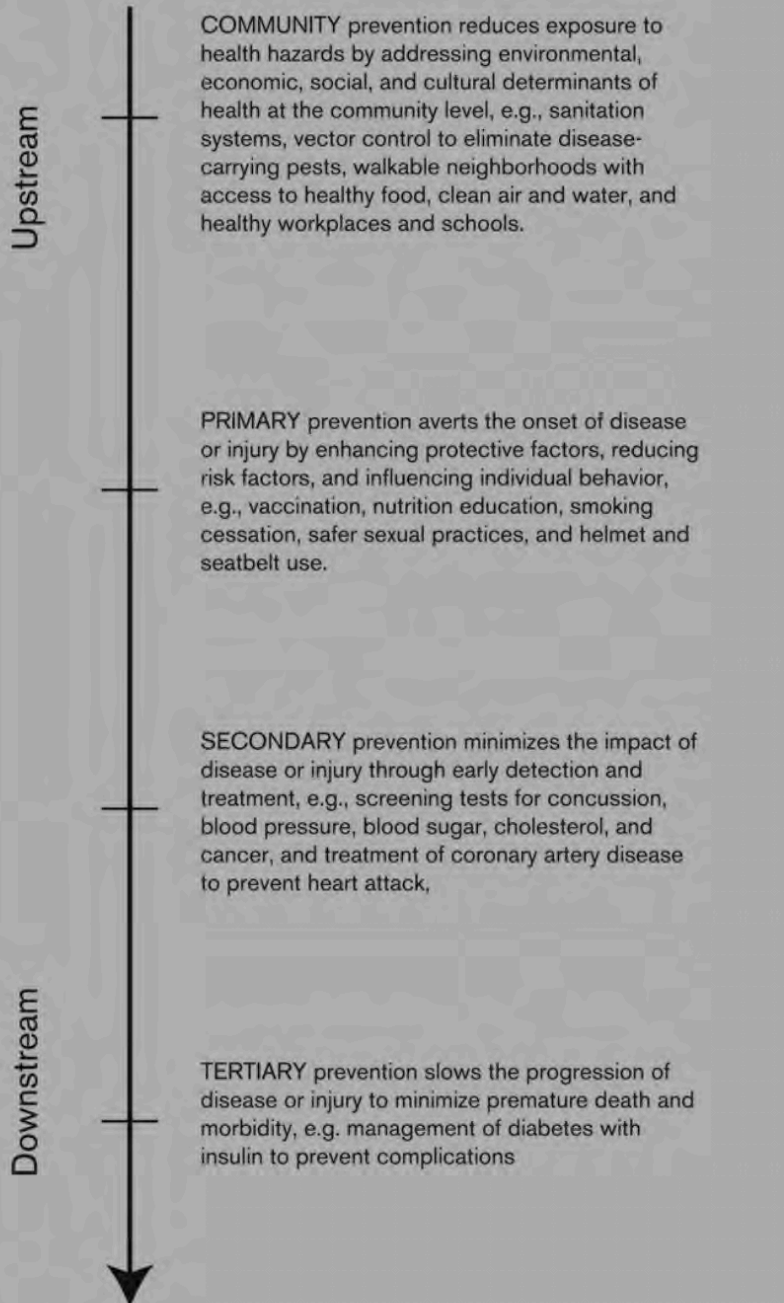 Upstream
COMMUNITY prevention reduces exposure to
health hazards by addressing environmental,
economic, social, and cultural determinants of
health at the community level, e.g., sanitation
systems, vector control to eliminate disease-
carrying pests, walkable neighborhoods with
access to healthy food, clean air and water, and
healthy workplaces and schools.
PRIMARY prevention averts the onset of disease
or injury by enhancing protective factors, reducing
risk factors, and influencing individual behavior,
e.g., vaccination, nutrition education, smoking
cessation, safer sexual practices, and helmet and
seatbelt use.
SECONDARY prevention minimizes the impact of
disease or injury through early detection and
treatment, e.g., screening tests for concussion,
blood pressure, blood sugar, cholesterol, and
cancer, and treatment of coronary artery disease
to prevent heart attack,
Downstream
TERTIARY prevention slows the progression of
disease or injury to minimize premature death and
morbidity, e.g. management of diabetes with
insulin to prevent complications